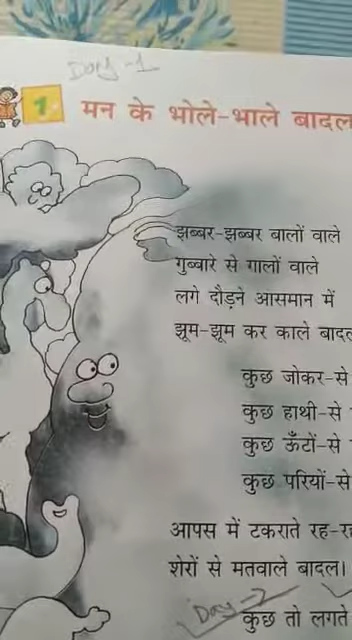 Day-1
1 मन के भोले-भाले बादल
झब्बर-झब्बर बालों वाले
गुब्बारे से गालों वाले
लगे दौड़ने आसमान में
झूम-झूम कर काले बादल
कुछ जोकर-से
कुछ हाथी-से
कुछ ऊँटों-से
कुछ परियों-से
आपस में टकराते रह-रह
शेरों से मतवाले बादल।
Day-2
कुछ तो लगते